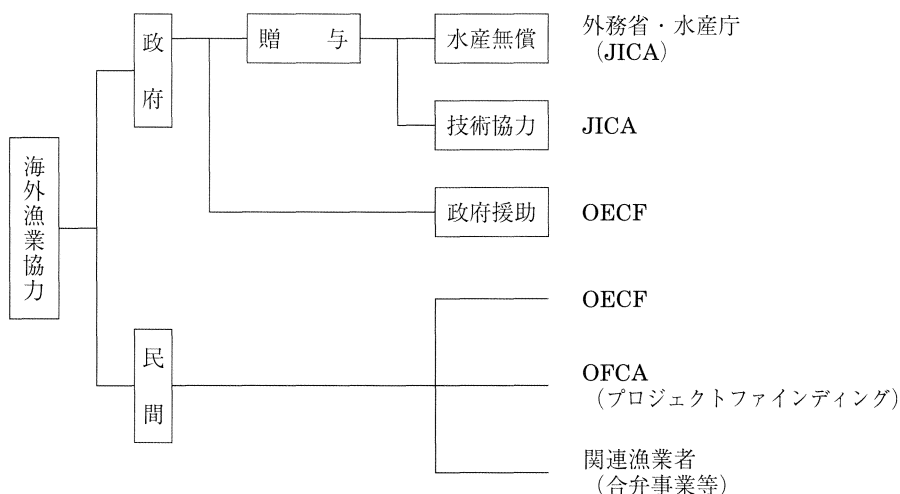 海外漁業協力
政府
贈与
水産無償
外務省・水産庁
（JICA）
技術協力
JICA
政府援助
OECF
民間
OECF
OFCA
（プロジェクトファインディング）
関連漁業者
（合弁事業等）